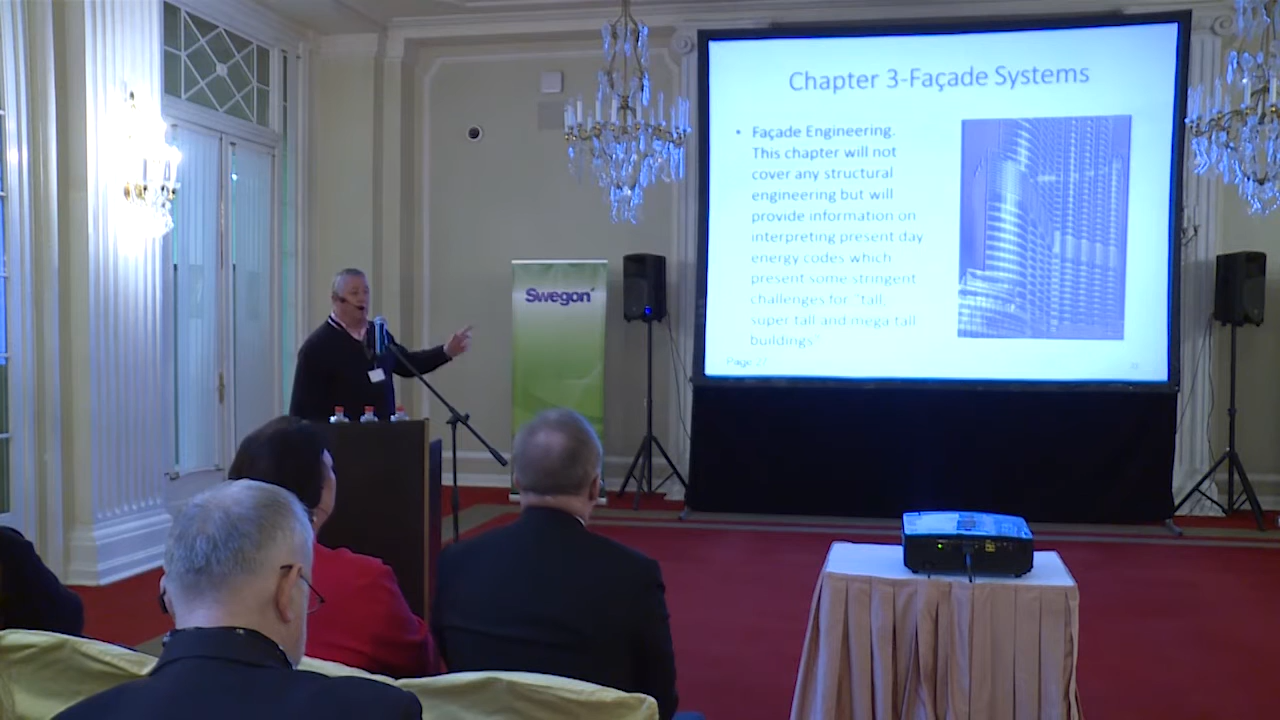 Chapter 3-Façade Systems
• Façade Engineering.
This chapter will not
cover any structural
engineering but will
provide information on
interpreting present day
energy codes which
present some stringent
challenges for "tall,
super tall and mega tall
buildings"
Page 27
Swegon